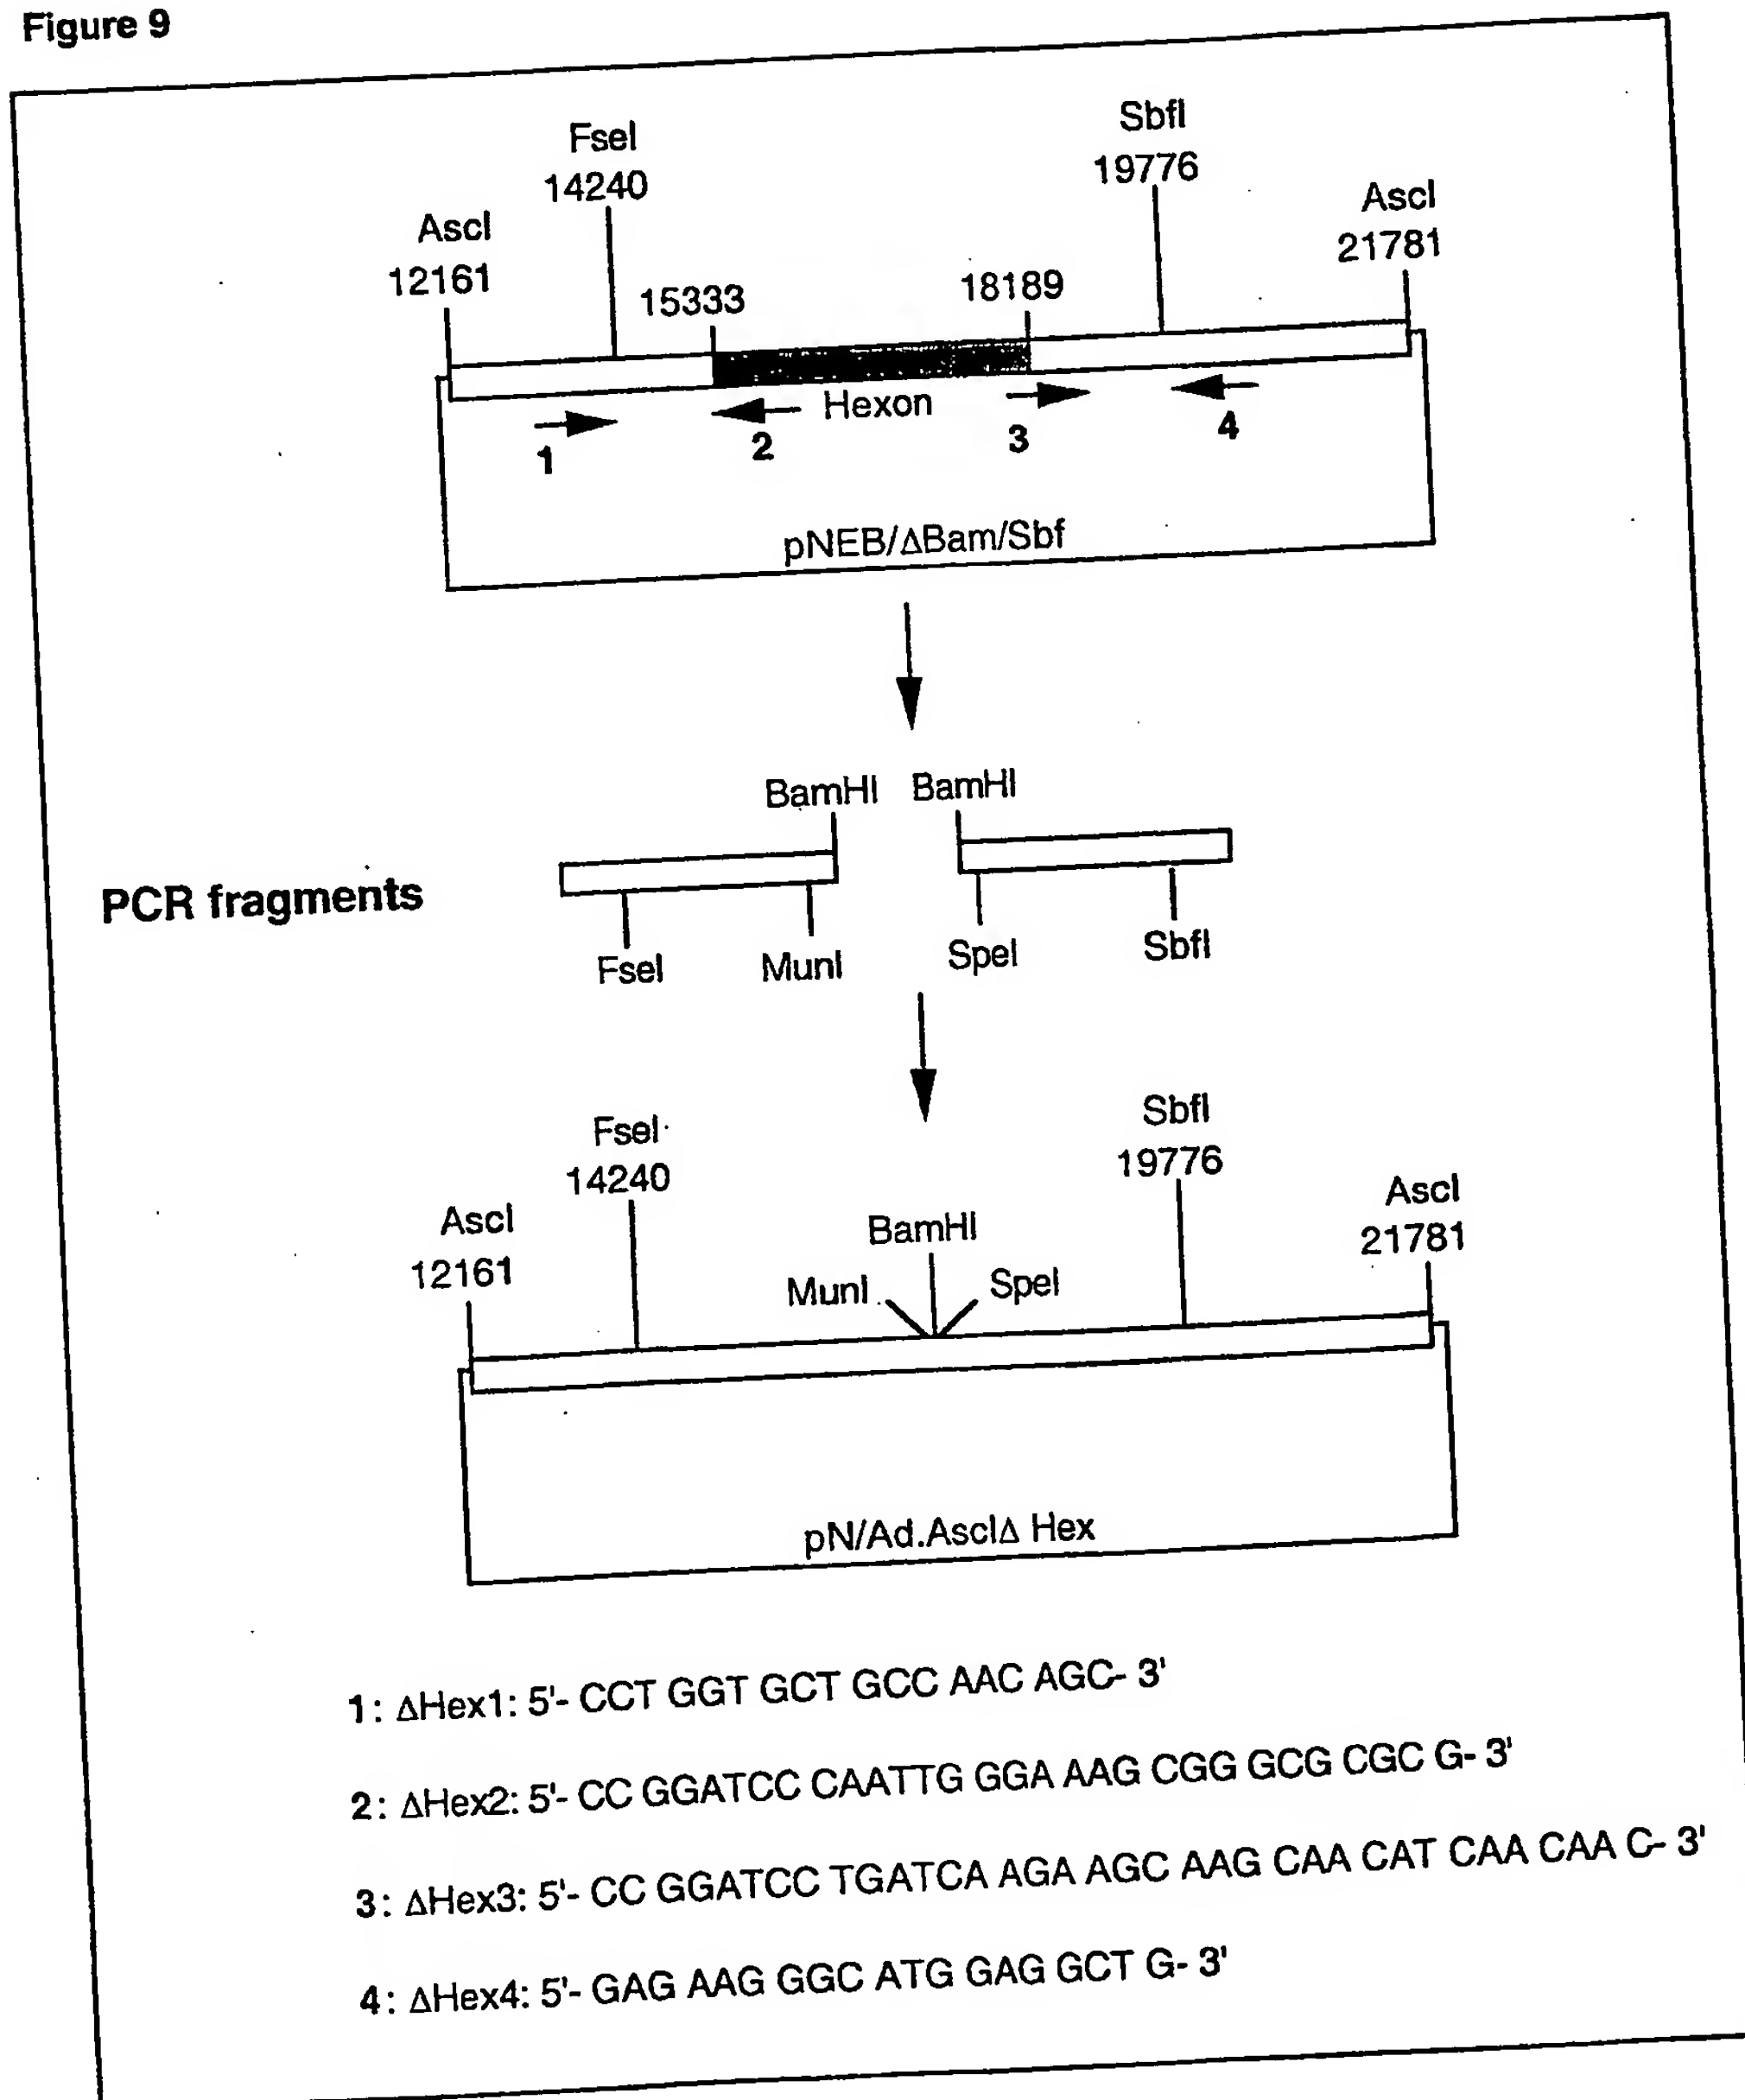 Figure 9
FseI
14240
SbfI
19776
AscI
12161
AscI
21781
15333
18189
Hexon
1
2
3
4
pNEB/ΔBam/Sbf
BamHI BamHI
PCR fragments
FseI
MunI
SpeI
SbfI
FseI
14240
SbfI
19776
AscI
12161
AscI
21781
BamHI
MunI
SpeI
pN/Ad.AscIΔ Hex
1: ΔHex1: 5'- CCT GGT GCT GCC AAC AGC- 3'
2: ΔHex2: 5'- CC GGATCC CAATTG GGA AAG CGG GCG CGC G- 3'
3: ΔHex3: 5'- CC GGATCC TGATCA AGA AGC AAG CAA CAT CAA CAA C- 3'
4: ΔHex4: 5'- GAG AAG GGC ATG GAG GCT G- 3'